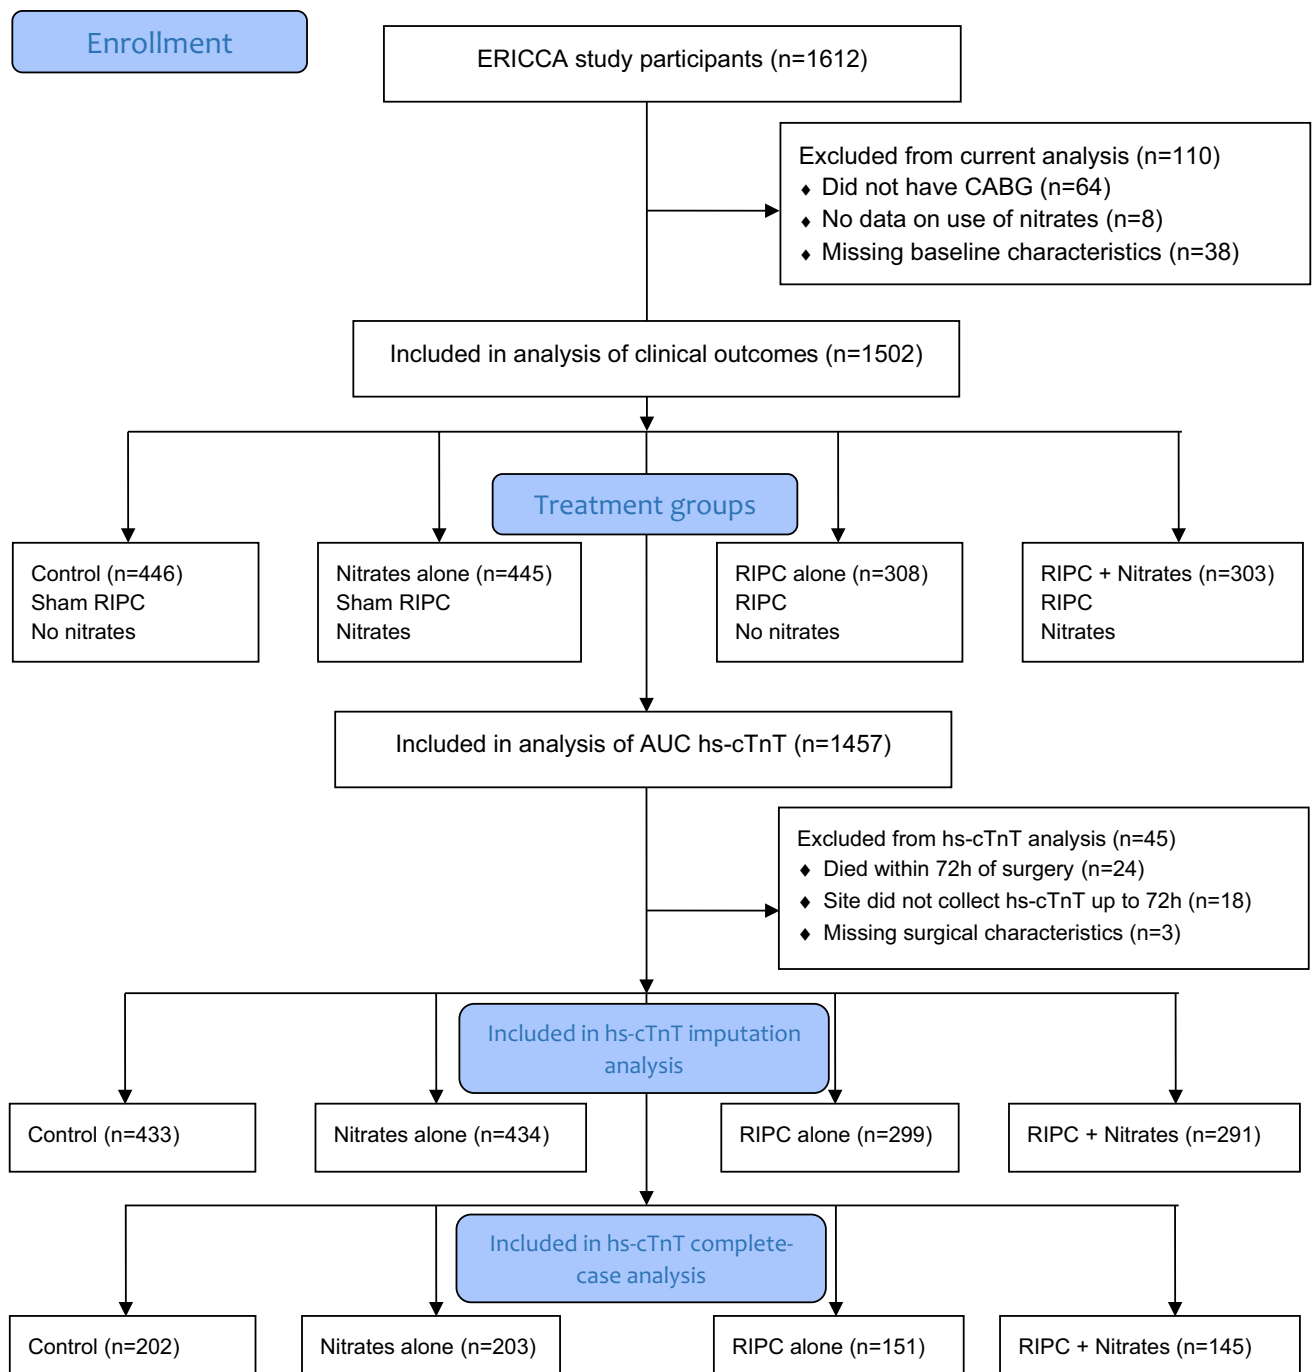 Enrollment
ERICCA study participants (n=1612)
Excluded from current analysis (n=110)
♦ Did not have CABG (n=64)
♦ No data on use of nitrates (n=8)
♦ Missing baseline characteristics (n=38)
Included in analysis of clinical outcomes (n=1502)
Treatment groups
Control (n=446)
Sham RIPC
No nitrates
Nitrates alone (n=445)
Sham RIPC
Nitrates
RIPC alone (n=308)
RIPC
No nitrates
RIPC + Nitrates (n=303)
RIPC
Nitrates
Included in analysis of AUC hs-cTnT (n=1457)
Excluded from hs-cTnT analysis (n=45)
♦ Died within 72h of surgery (n=24)
♦ Site did not collect hs-cTnT up to 72h (n=18)
♦ Missing surgical characteristics (n=3)
Included in hs-cTnT imputation
analysis
Control (n=433)
Nitrates alone (n=434)
RIPC alone (n=299)
RIPC + Nitrates (n=291)
Included in hs-cTnT complete-
case analysis
Control (n=202)
Nitrates alone (n=203)
RIPC alone (n=151)
RIPC + Nitrates (n=145)